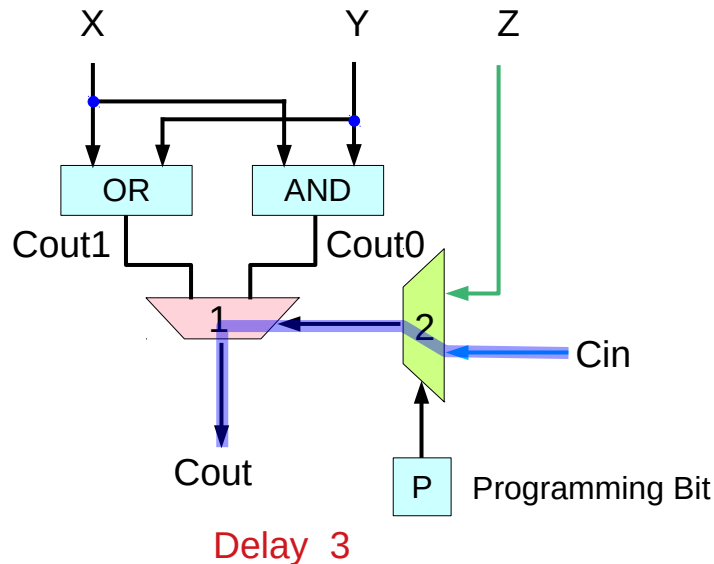 X Y Z
OR AND
Cout1 Cout0
1 2
Cin
Cout
P Programming Bit
Delay 3